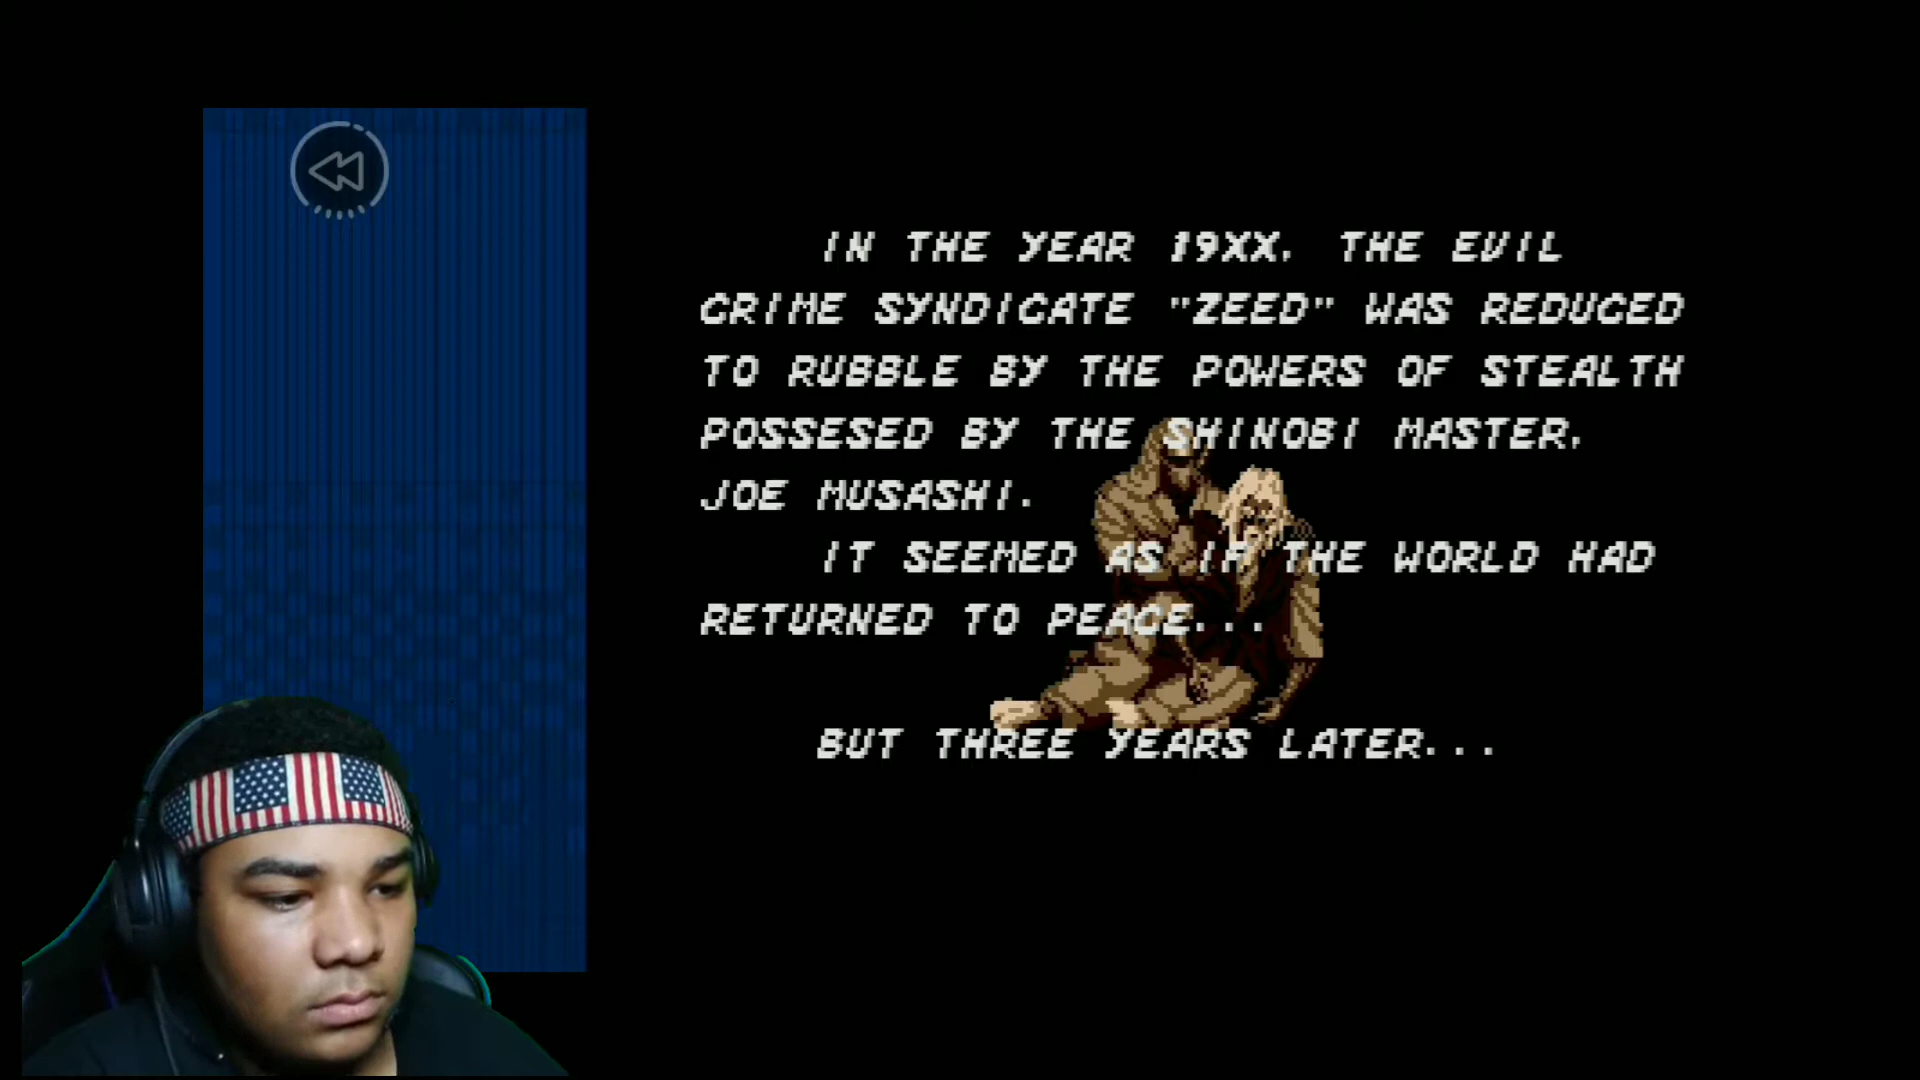 IN THE YEAR 19XX. THE EVIL
CRIME SYNDICATE "ZEED" WAS REDUCED
TO RUBBLE BY THE POWERS OF STEALTH
POSSESED BY THE SHINOBI MASTER,
JOE MUSASHI.
IT SEEMED AS IF THE WORLD HAD
RETURNED TO PEACE...
BUT THREE YEARS LATER...